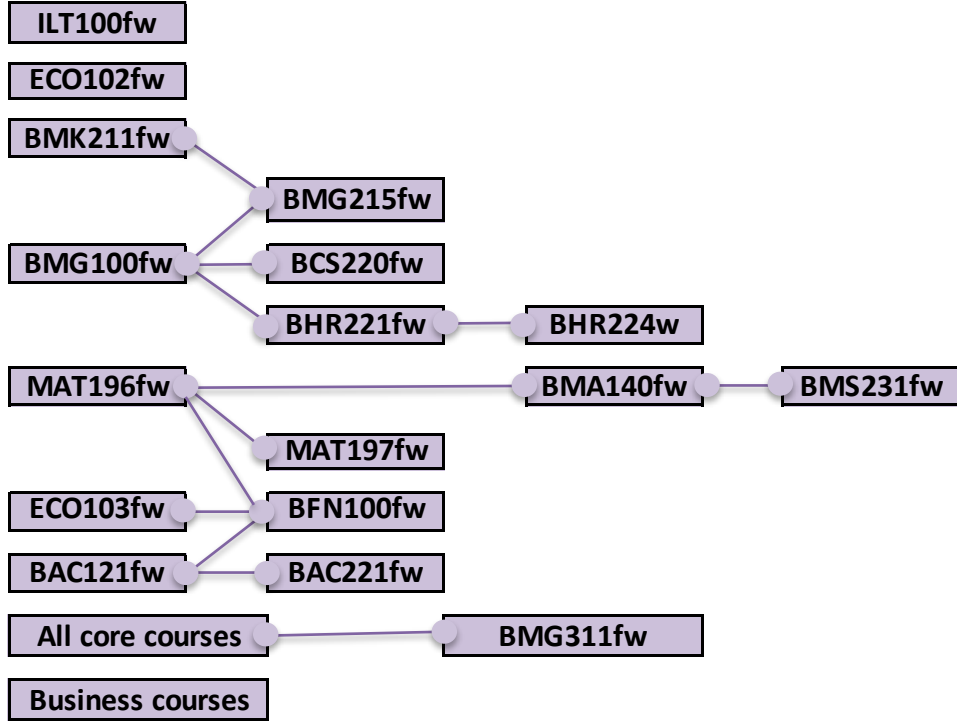 ILT100fw
ECO102fw
BMK211fw
BMG215fw
BMG100fw
BCS220fw
BHR221fw
BHR224w
MAT196fw
BMA140fw
BMS231fw
MAT197fw
ECO103fw
BFN100fw
BAC121fw
BAC221fw
All core courses
BMG311fw
Business courses